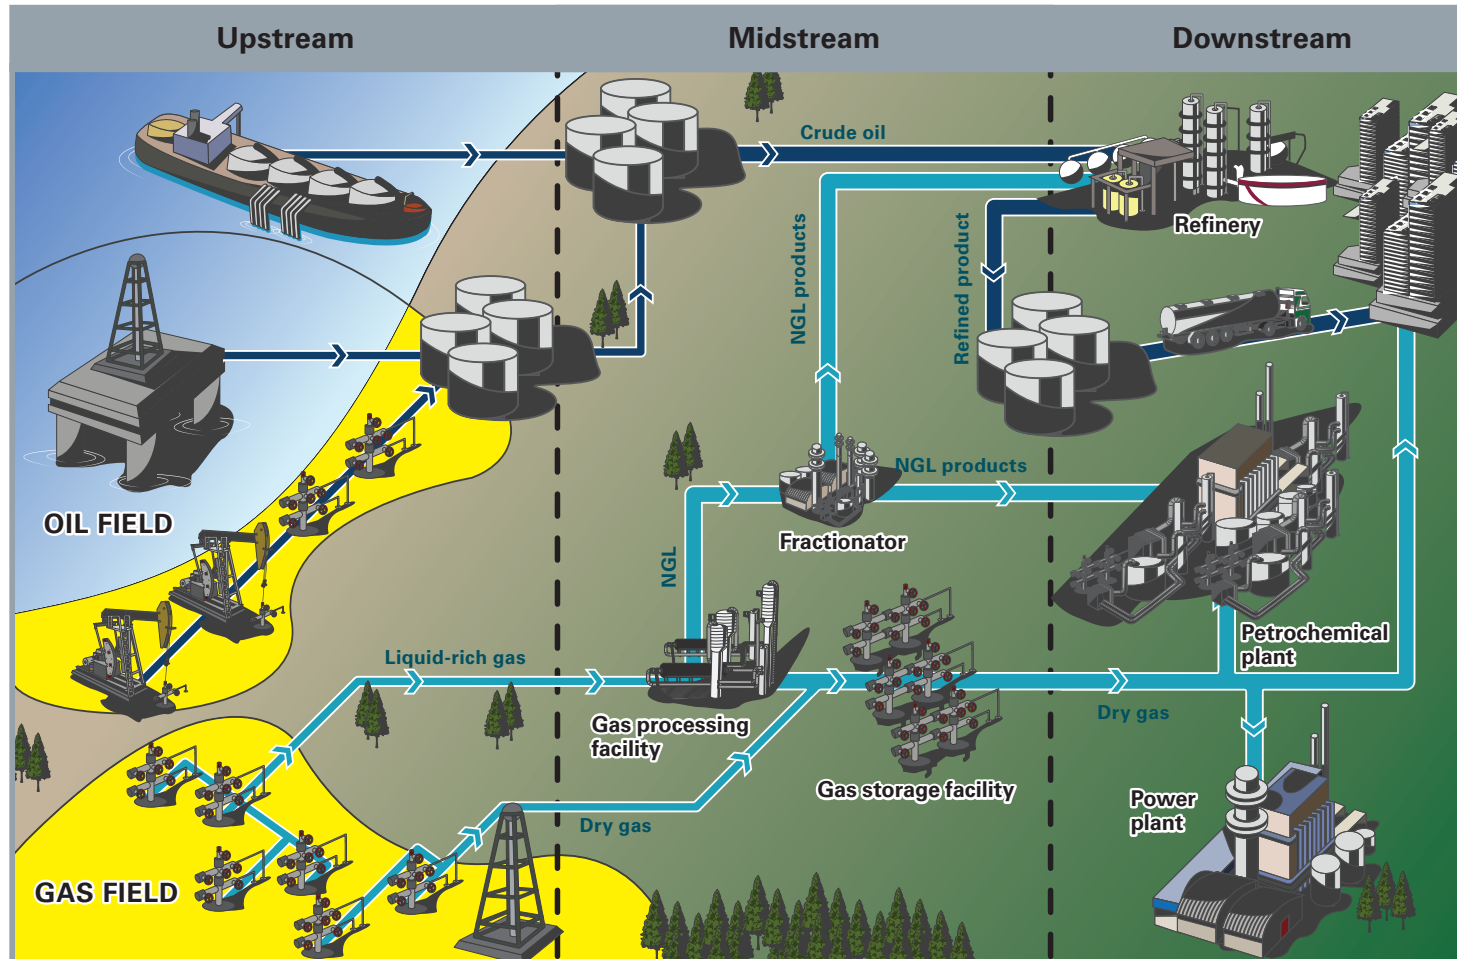 Upstream
Midstream
Downstream
Crude oil
Refinery
NGL products
Refined product
OIL FIELD
NGL products
Fractionator
NGL
Petrochemical
plant
Liquid-rich gas
Gas processing
facility
Dry gas
Gas storage facility
Power
plant
Dry gas
GAS FIELD